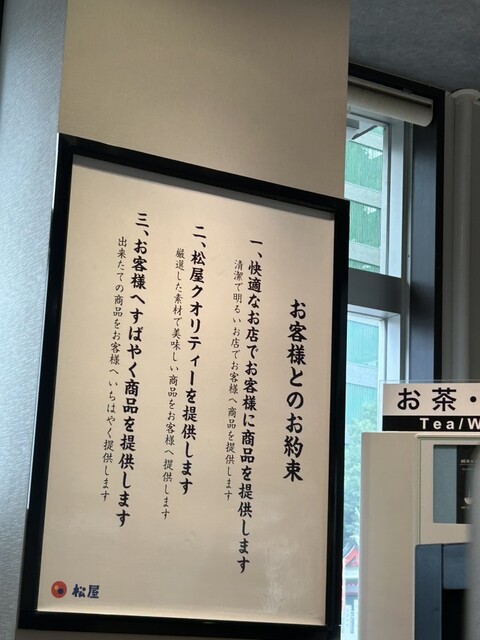 お客様とのお約束
一、快適なお店でお客様に商品を提供します
清潔で明るいお店でお客様へ商品を提供します
二、松屋クオリティーを提供します
厳選した素材で美味しい商品をお客様へ提供します
三、お客様へすばやく商品を提供します
出来たての商品をお客様へいちはやく提供します
松屋
お茶・
Tea/W